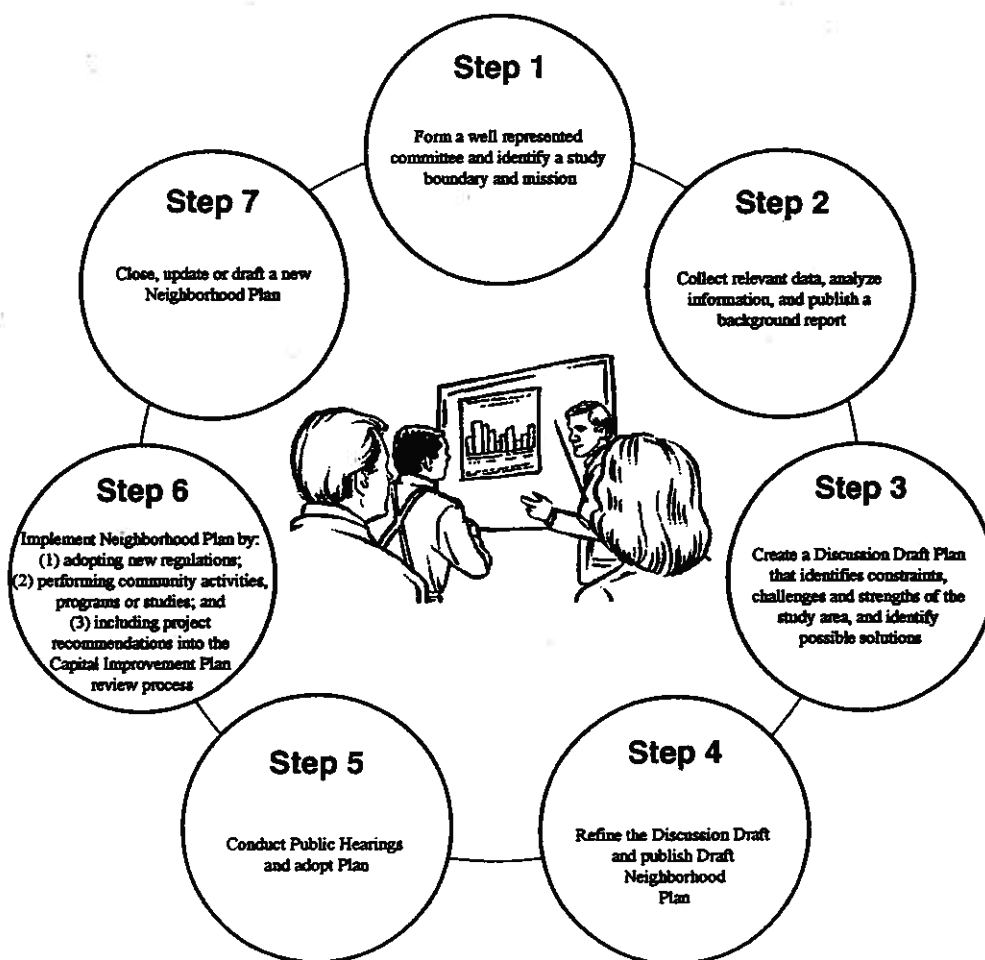 Step 1
Form a well represented
committee and identify a study
boundary and mission
Step 2
Collect relevant data, analyze
information, and publish a
background report
Step 3
Create a Discussion Draft Plan
that identifies constraints,
challenges and strengths of the
study area, and identify
possible solutions
Step 4
Refine the Discussion Draft
and publish Draft
Neighborhood
Plan
Step 5
Conduct Public Hearings
and adopt Plan
Step 6
Implement Neighborhood Plan by:
(1) adopting new regulations;
(2) performing community activities,
programs or studies; and
(3) including project
recommendations into the
Capital Improvement Plan
review process
Step 7
Close, update or draft a new
Neighborhood Plan